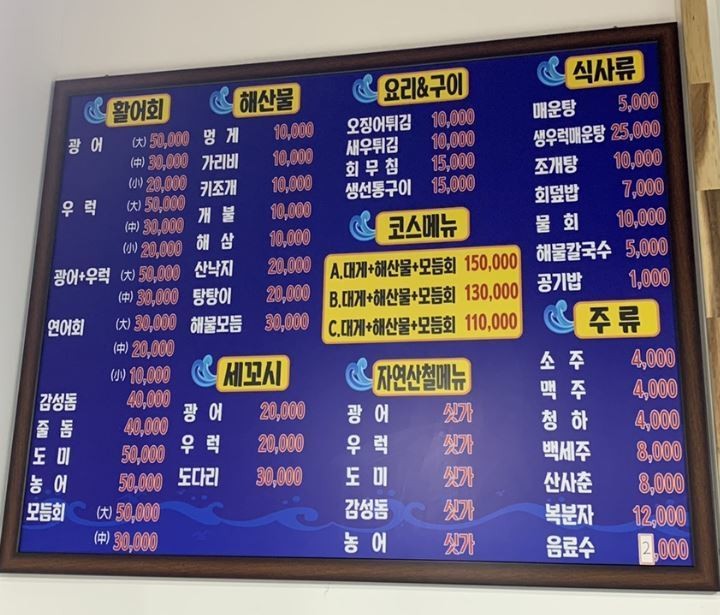 활어회
광 어 (大) 50,000
(中) 30,000
(小) 20,000
우 럭 (大) 50,000
(中) 30,000
(小) 20,000
광어+우럭 (大) 50,000
(中) 30,000
연어회 (大) 30,000
(中) 20,000
(小) 10,000
감성돔 40,000
줄 돔 40,000
도 미 50,000
농 어 50,000
모듬회 (大) 50,000
(中) 30,000
해산물
멍 게 10,000
가리비 10,000
키조개 10,000
개 불 10,000
해 삼 10,000
산낙지 20,000
탕탕이 20,000
해물모듬 30,000
세꼬시
광 어 20,000
우 럭 20,000
도다리 30,000
요리&구이
오징어튀김 10,000
새우튀김 10,000
회 무 침 15,000
생선통구이 15,000
코스메뉴
A.대게+해산물+모듬회 150,000
B.대게+해산물+모듬회 130,000
C.대게+해산물+모듬회 110,000
자연산철메뉴
광 어 싯가
우 럭 싯가
도 미 싯가
감성돔 싯가
농 어 싯가
식사류
매운탕 5,000
생우럭매운탕 25,000
조개탕 10,000
회덮밥 7,000
물 회 10,000
해물칼국수 5,000
공기밥 1,000
주 류
소 주 4,000
맥 주 4,000
청 하 4,000
백세주 8,000
산사춘 8,000
복분자 12,000
음료수 2,000